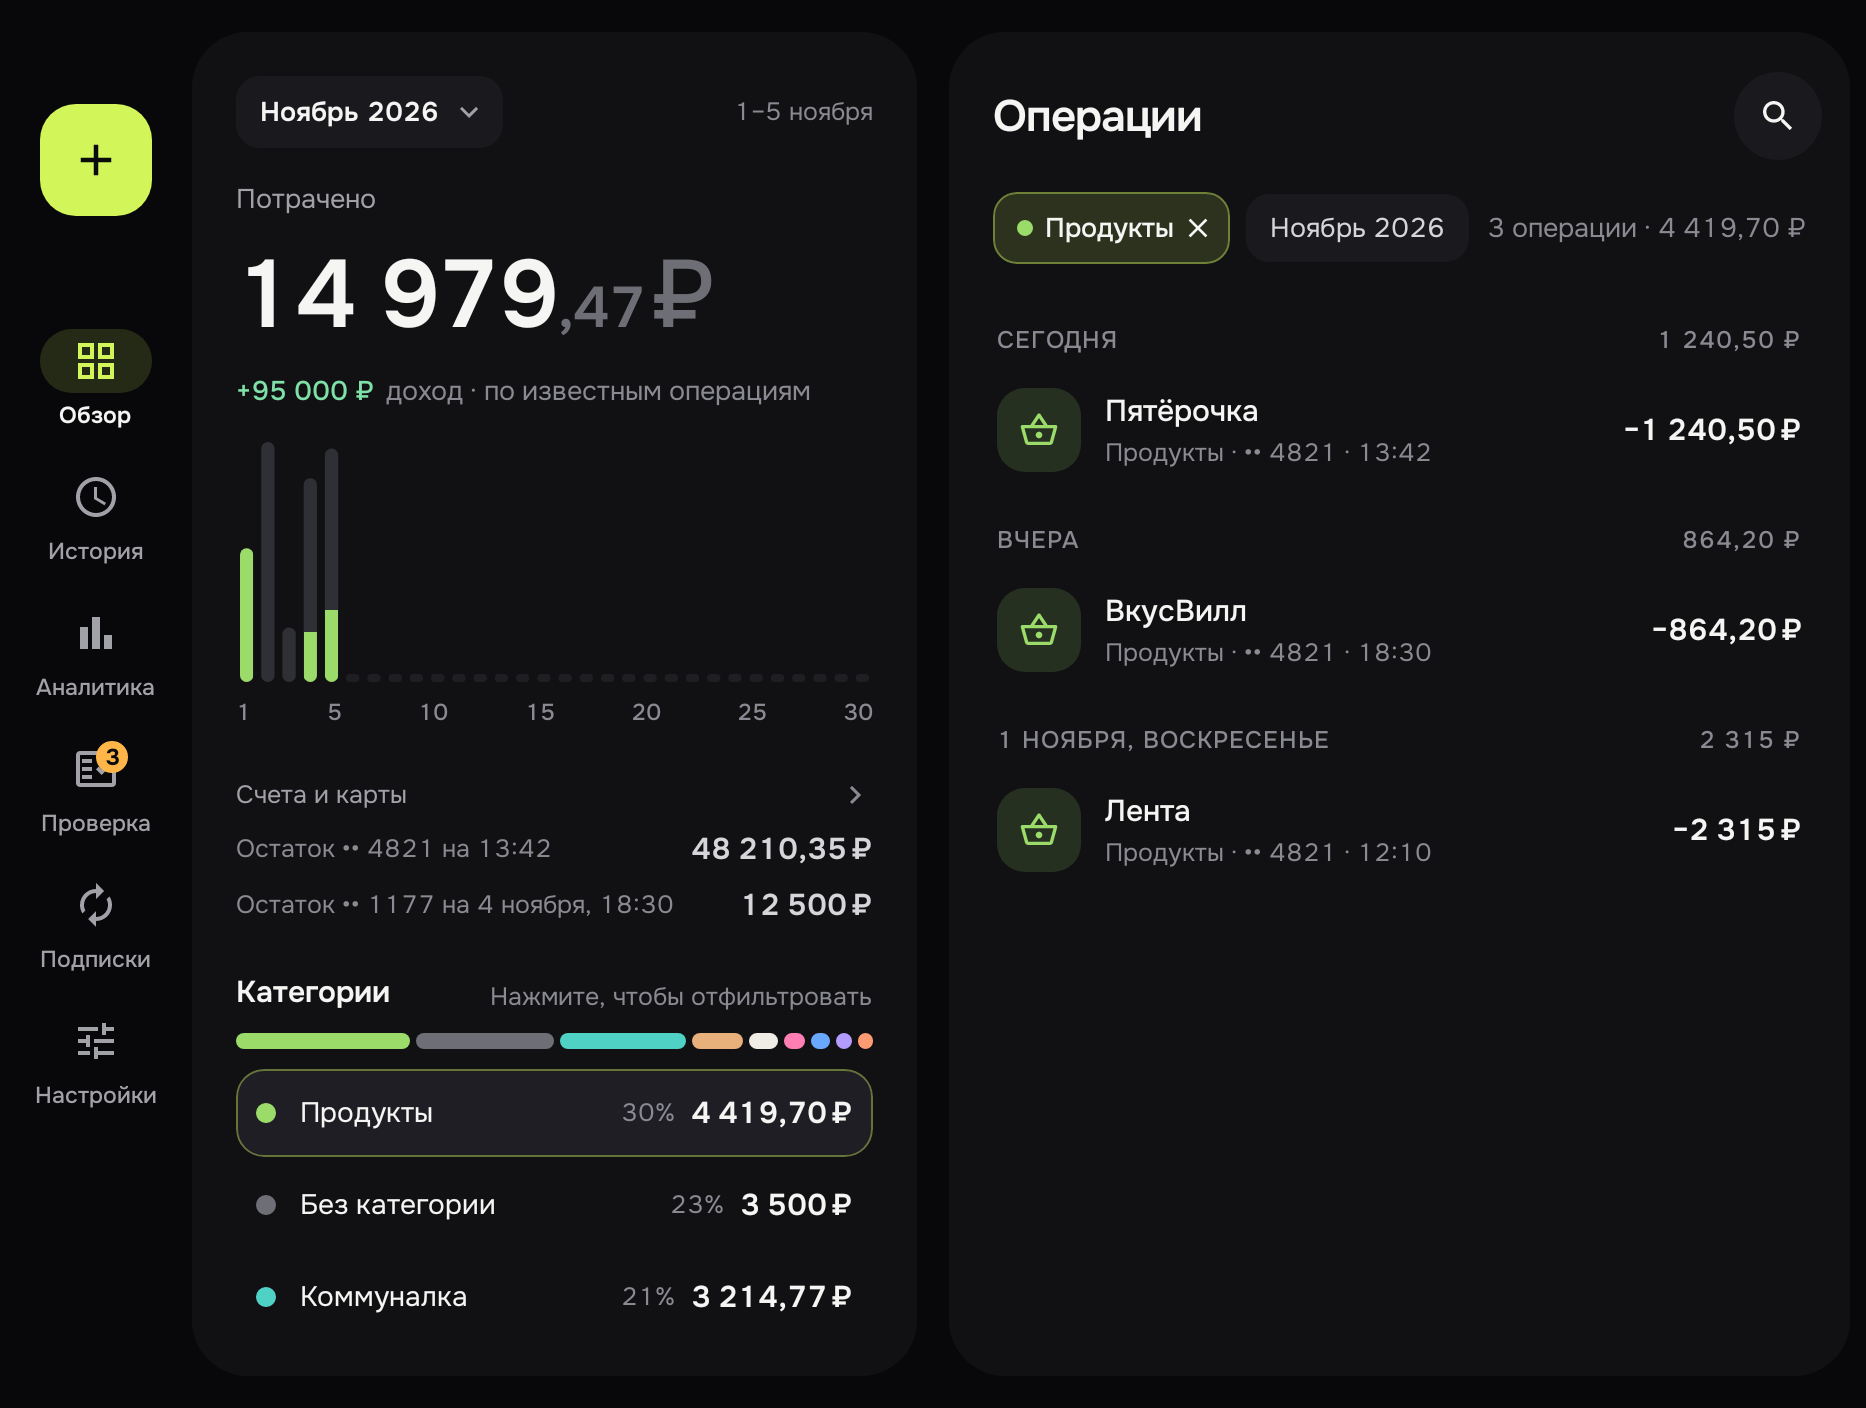 Обзор
История
Аналитика
3
Проверка
Подписки
Настройки
Ноябрь 2026
1–5 ноября
Потрачено
14 979,47 ₽
+95 000 ₽ доход · по известным операциям
1 5 10 15 20 25 30
Счета и карты
Остаток •• 4821 на 13:42 48 210,35 ₽
Остаток •• 1177 на 4 ноября, 18:30 12 500 ₽
Категории Нажмите, чтобы отфильтровать
Продукты 30% 4 419,70 ₽
Без категории 23% 3 500 ₽
Коммуналка 21% 3 214,77 ₽
Операции
Продукты Ноябрь 2026 3 операции · 4 419,70 ₽
СЕГОДНЯ 1 240,50 ₽
Пятёрочка −1 240,50 ₽
Продукты · •• 4821 · 13:42
ВЧЕРА 864,20 ₽
ВкусВилл −864,20 ₽
Продукты · •• 4821 · 18:30
1 НОЯБРЯ, ВОСКРЕСЕНЬЕ 2 315 ₽
Лента −2 315 ₽
Продукты · •• 4821 · 12:10